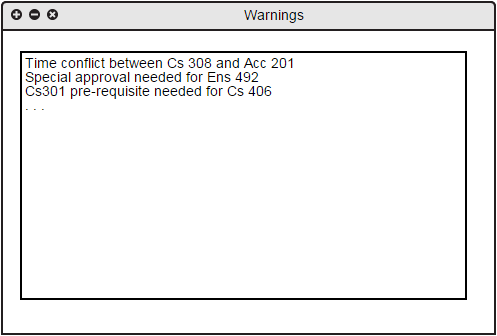 Warnings
Time conflict between Cs 308 and Acc 201
Special approval needed for Ens 492
Cs301 pre-requisite needed for Cs 406
. . .